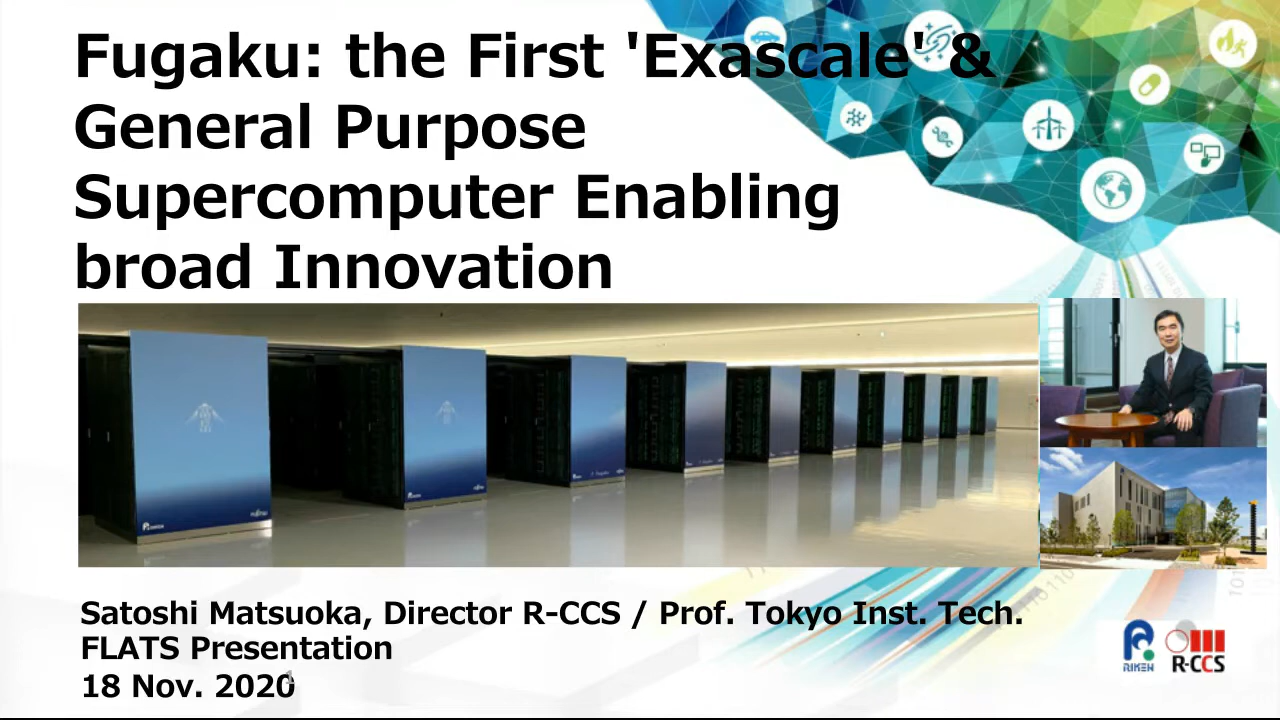 Fugaku: the First 'Exascale' &
General Purpose
Supercomputer Enabling
broad Innovation
Satoshi Matsuoka, Director R-CCS / Prof. Tokyo Inst. Tech.
FLATS Presentation
18 Nov. 2020
1
RIKEN
R-CCS